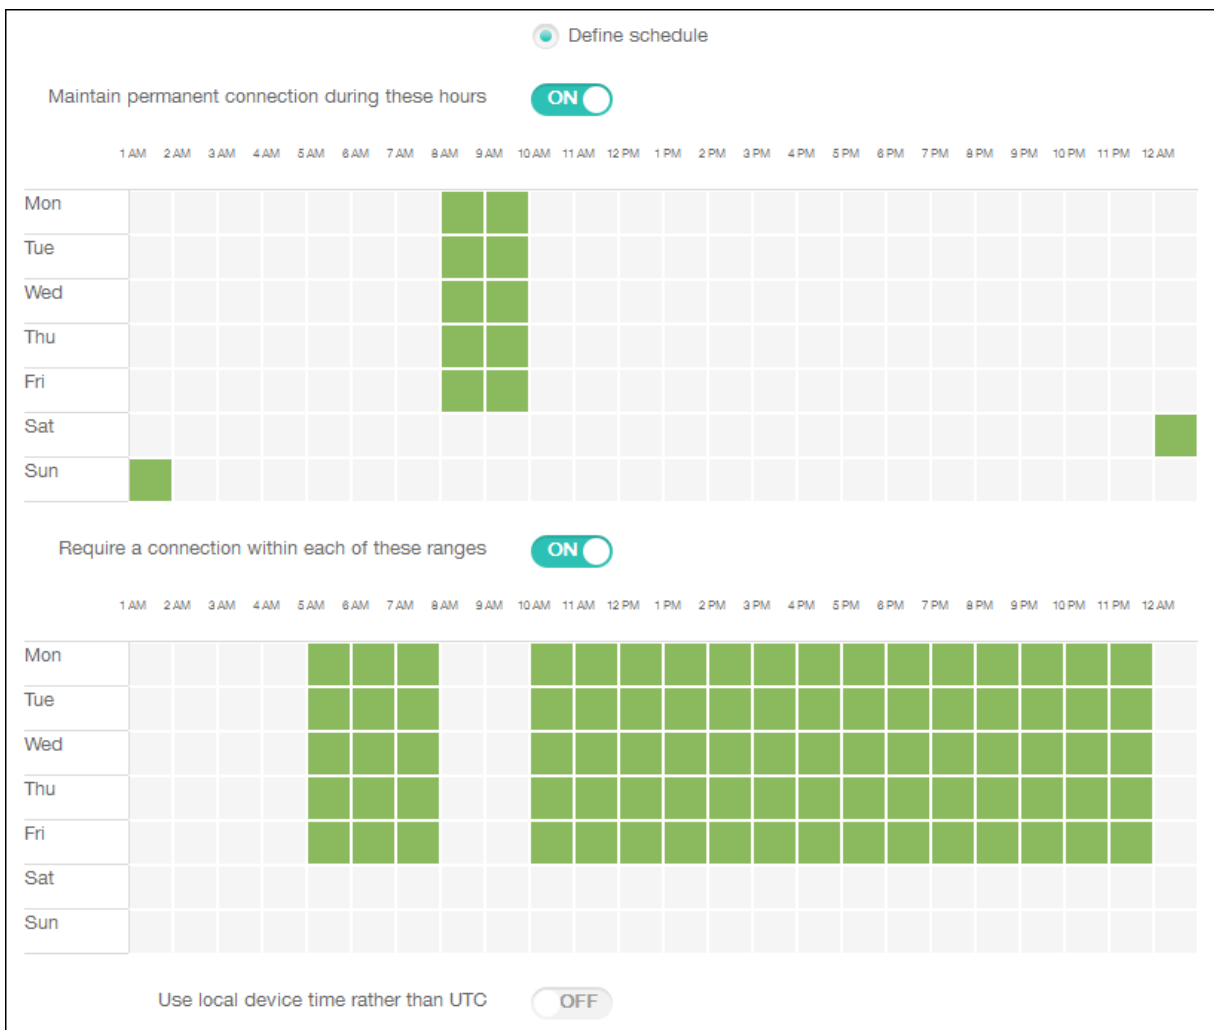 Define schedule
Maintain permanent connection during these hours ON
1 AM 2 AM 3 AM 4 AM 5 AM 6 AM 7 AM 8 AM 9 AM 10 AM 11 AM 12 PM 1 PM 2 PM 3 PM 4 PM 5 PM 6 PM 7 PM 8 PM 9 PM 10 PM 11 PM 12 AM
Mon
Tue
Wed
Thu
Fri
Sat
Sun
Require a connection within each of these ranges ON
1 AM 2 AM 3 AM 4 AM 5 AM 6 AM 7 AM 8 AM 9 AM 10 AM 11 AM 12 PM 1 PM 2 PM 3 PM 4 PM 5 PM 6 PM 7 PM 8 PM 9 PM 10 PM 11 PM 12 AM
Mon
Tue
Wed
Thu
Fri
Sat
Sun
Use local device time rather than UTC OFF